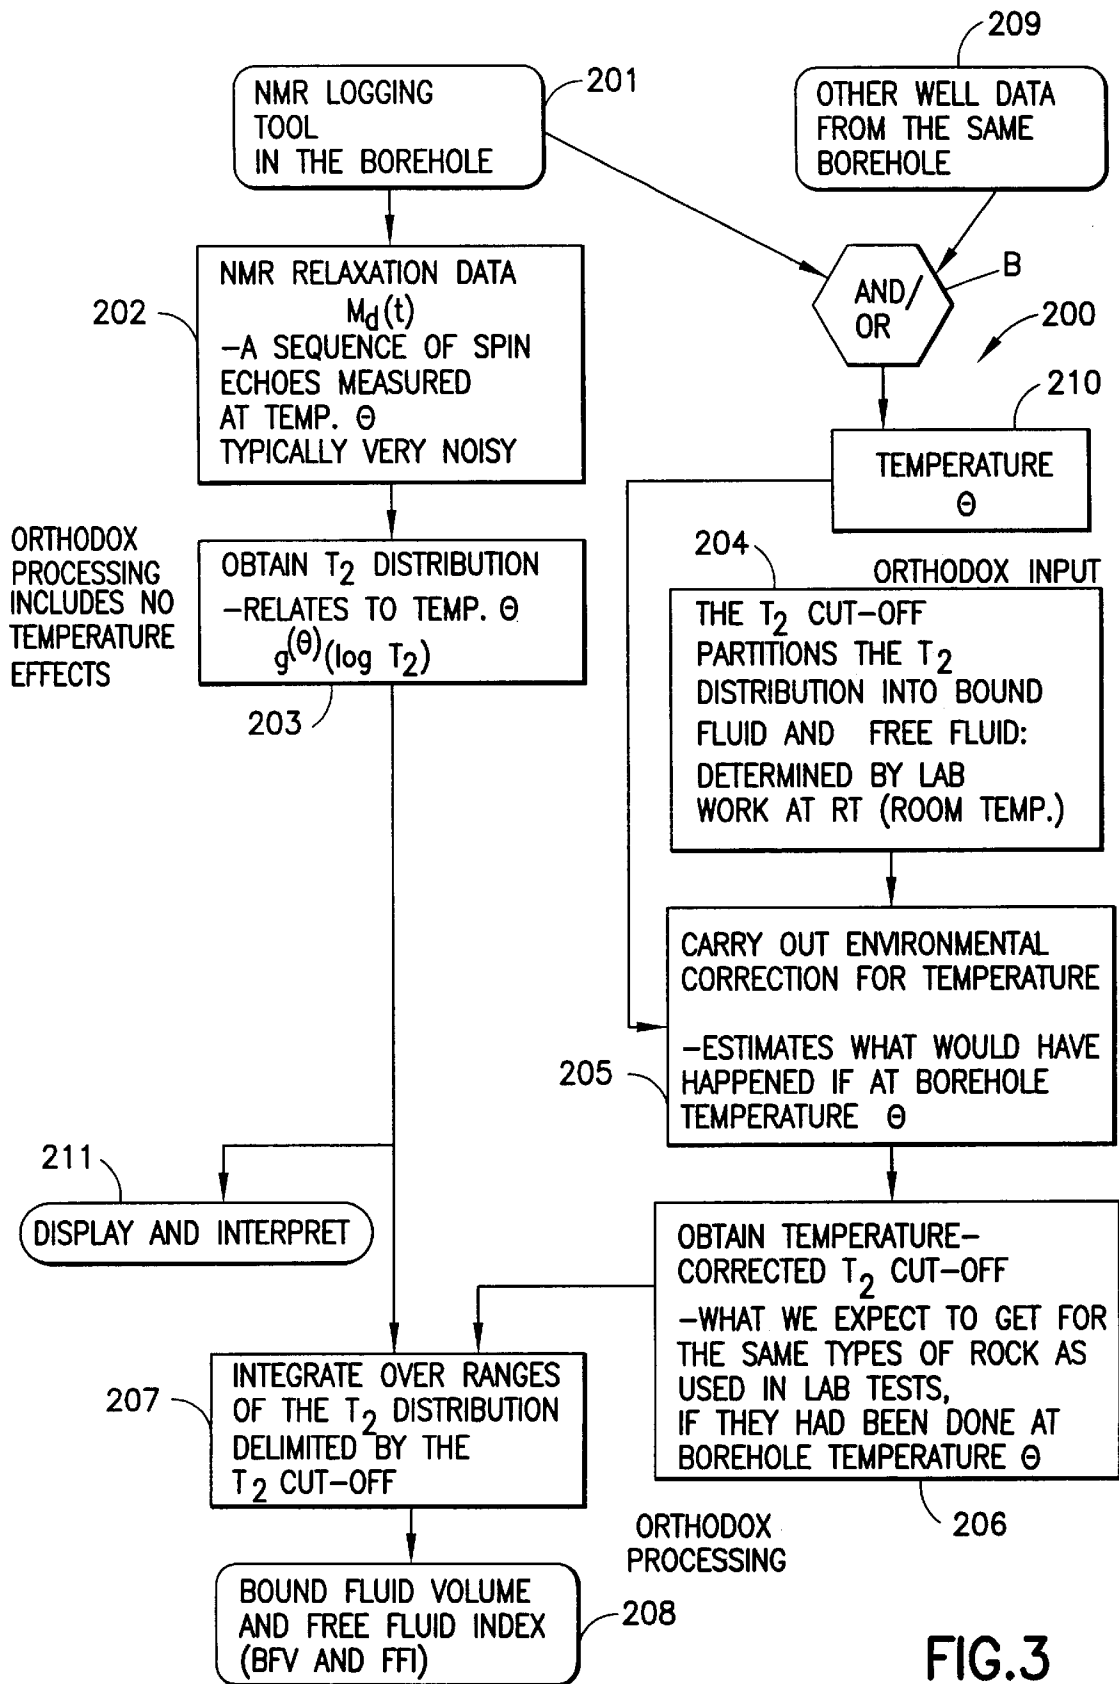 209
201
NMR LOGGING
TOOL
IN THE BOREHOLE
OTHER WELL DATA
FROM THE SAME
BOREHOLE
202
NMR RELAXATION DATA
Md(t)
–A SEQUENCE OF SPIN
ECHOES MEASURED
AT TEMP. Θ
TYPICALLY VERY NOISY
AND/
OR
B
200
210
TEMPERATURE
Θ
ORTHODOX
PROCESSING
INCLUDES NO
TEMPERATURE
EFFECTS
OBTAIN T2 DISTRIBUTION
–RELATES TO TEMP. Θ
g(Θ)(log T2)
203
204
ORTHODOX INPUT
THE T2 CUT–OFF
PARTITIONS THE T2
DISTRIBUTION INTO BOUND
FLUID AND FREE FLUID:
DETERMINED BY LAB
WORK AT RT (ROOM TEMP.)
CARRY OUT ENVIRONMENTAL
CORRECTION FOR TEMPERATURE
–ESTIMATES WHAT WOULD HAVE
HAPPENED IF AT BOREHOLE
TEMPERATURE Θ
205
211
DISPLAY AND INTERPRET
OBTAIN TEMPERATURE–
CORRECTED T2 CUT–OFF
–WHAT WE EXPECT TO GET FOR
THE SAME TYPES OF ROCK AS
USED IN LAB TESTS,
IF THEY HAD BEEN DONE AT
BOREHOLE TEMPERATURE Θ
206
207
INTEGRATE OVER RANGES
OF THE T2 DISTRIBUTION
DELIMITED BY THE
T2 CUT–OFF
ORTHODOX
PROCESSING
BOUND FLUID VOLUME
AND FREE FLUID INDEX
(BFV AND FFI)
208
FIG.3